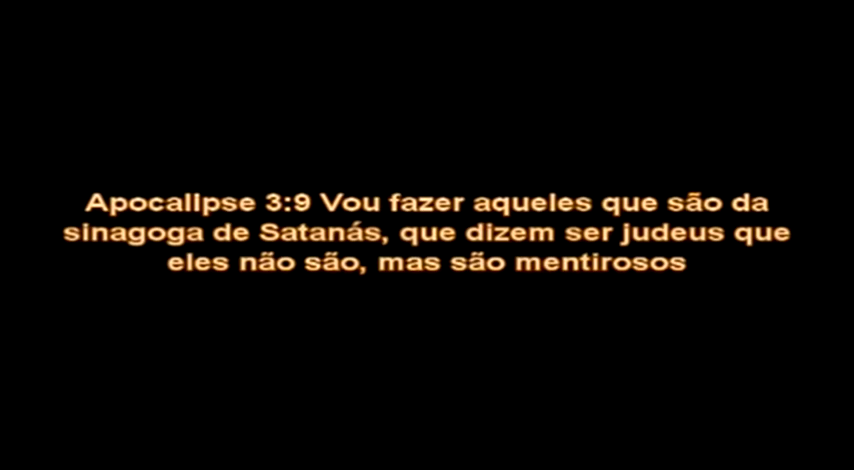 Apocalipse 3:9 Vou fazer aqueles que são da
sinagoga de Satanás, que dizem ser judeus que
eles não são, mas são mentirosos